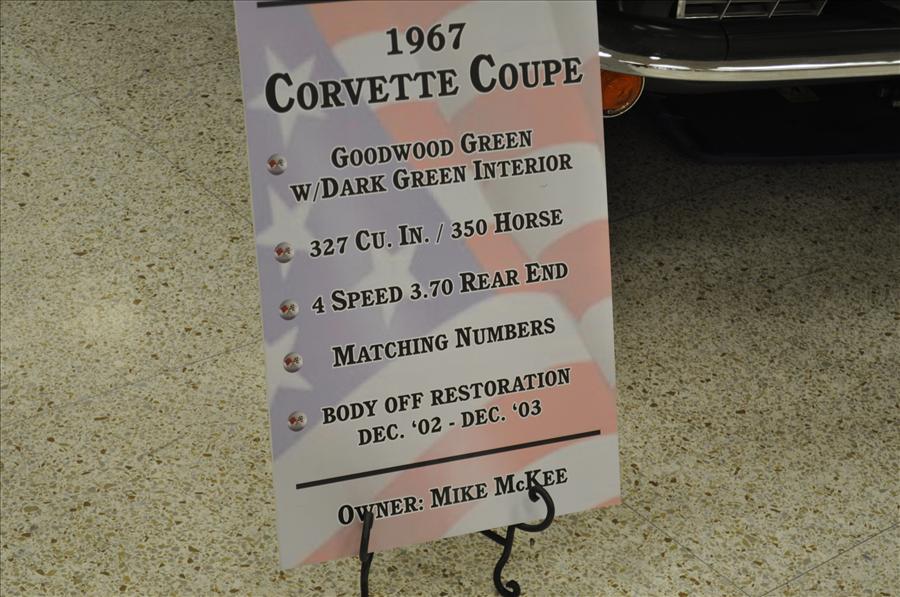 1967
CORVETTE COUPE
GOODWOOD GREEN
W/DARK GREEN INTERIOR
327 CU. IN. / 350 HORSE
4 SPEED 3.70 REAR END
MATCHING NUMBERS
BODY OFF RESTORATION
DEC. ‘02 - DEC. ‘03
OWNER: MIKE MCKEE